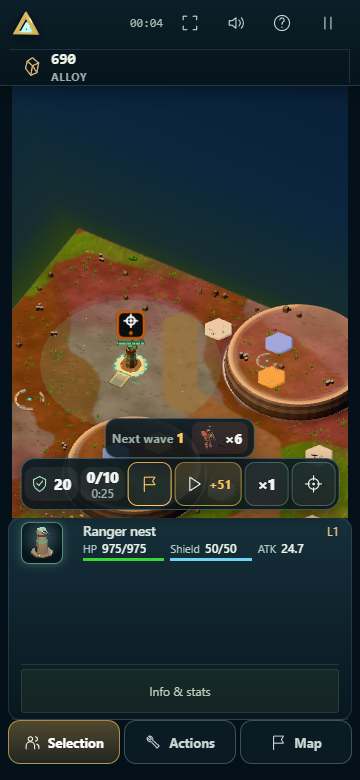 00:04
690
ALLOY
Next wave 1 ×6
20
0/10
0:25
+51
×1
Ranger nest
L1
HP 975/975 Shield 50/50 ATK 24.7
Info & stats
Selection
Actions
Map